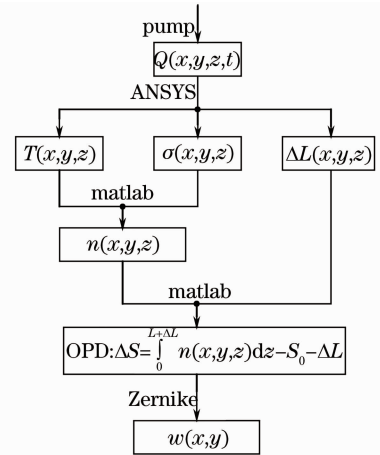 pump
Q(x,y,z,t)
ANSYS
T(x,y,z) σ(x,y,z) ΔL(x,y,z)
matlab
n(x,y,z)
matlab
OPD:ΔS=∫₀^{L+ΔL} n(x,y,z)dz−S₀−ΔL
Zernike
w(x,y)